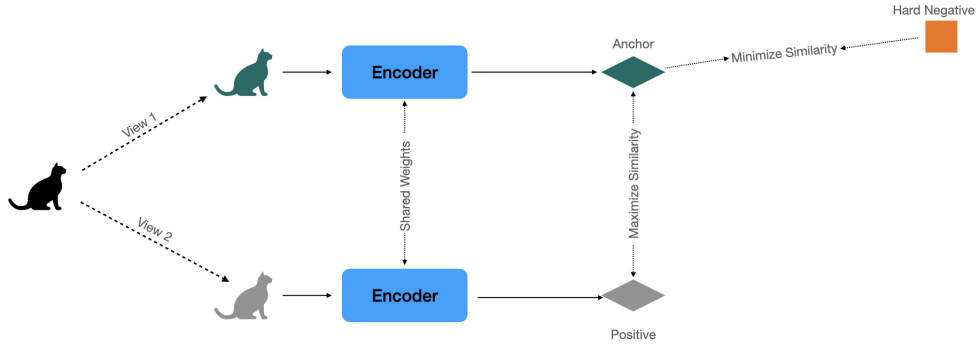 Hard Negative
Anchor
Minimize Similarity
Encoder
View 1
Shared Weights
Maximize Similarity
View 2
Encoder
Positive